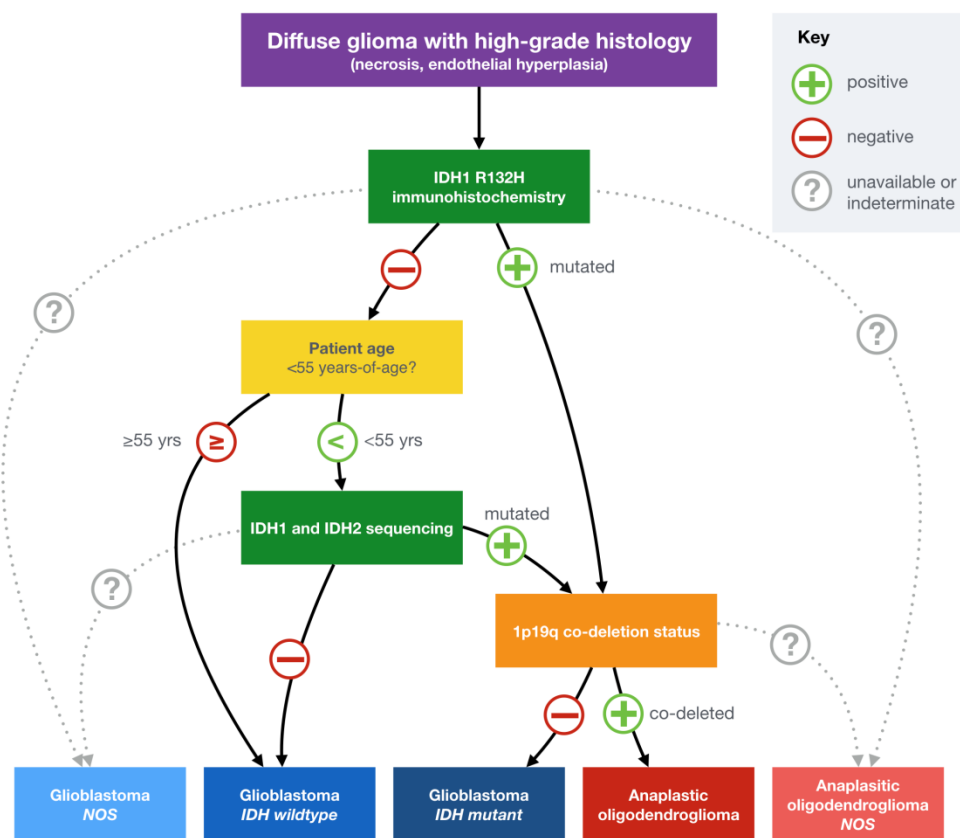 Diffuse glioma with high-grade histology
(necrosis, endothelial hyperplasia)
Key
positive
negative
?
unavailable or
indeterminate
IDH1 R132H
immunohistochemistry
mutated
?
?
Patient age
<55 years-of-age?
≥55 yrs
≥
<
<55 yrs
IDH1 and IDH2 sequencing
mutated
?
1p19q co-deletion status
?
co-deleted
Glioblastoma
NOS
Glioblastoma
IDH wildtype
Glioblastoma
IDH mutant
Anaplastic
oligodendroglioma
Anaplasitic
oligodendroglioma
NOS